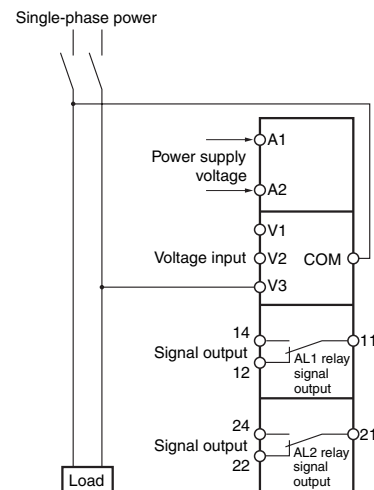 Single-phase power
A1
Power supply
voltage
A2
V1
Voltage input
V2
COM
V3
14
11
Signal output
AL1 relay
signal
output
12
24
21
Signal output
AL2 relay
signal
output
22
Load